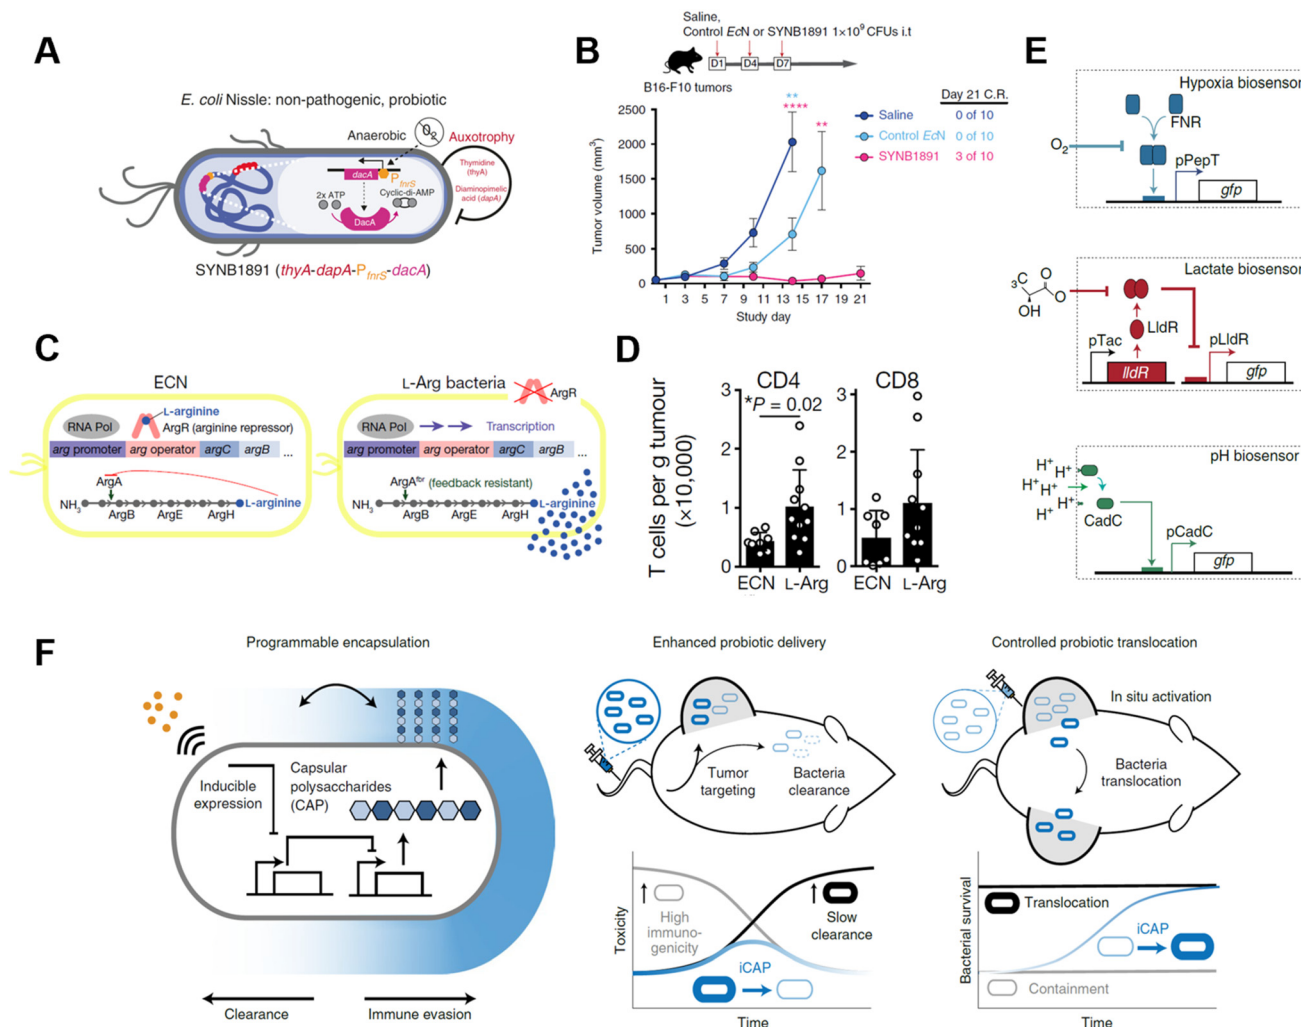 A
E. coli Nissle: non-pathogenic, probiotic
Anaerobic
O2
Auxotrophy
Thymidine
(thyA)
Diaminopimelic
acid (dapA)
dacA
PfnrS
2x ATP
Cyclic-di-AMP
DacA
SYNB1891 (thyA-dapA-PfnrS-dacA)
B
Saline,
Control EcN or SYNB1891 1×10⁹ CFUs i.t
D1
D4
D7
B16-F10 tumors
Tumor volume (mm³)
2500
2000
1500
1000
500
0
1 3 5 7 9 11 13 15 17 19 21
Study day
**
****
**
Day 21 C.R.
Saline 0 of 10
Control EcN 0 of 10
SYNB1891 3 of 10
C
ECN
RNA Pol
L-arginine
ArgR (arginine repressor)
arg promoter arg operator argC argB ...
ArgA
NH3
L-arginine
ArgB ArgE ArgH
L-Arg bacteria
ArgR
RNA Pol
Transcription
arg promoter arg operator argC argB ...
ArgAfbr (feedback resistant)
NH3
L-arginine
ArgB ArgE ArgH
D
T cells per g tumour
(×10,000)
CD4
*P = 0.02
3
2
1
0
ECN L-Arg
CD8
3
2
1
0
ECN L-Arg
E
Hypoxia biosensor
FNR
O2
pPepT
gfp
Lactate biosensor
C3
O
O
OH
LldR
pTac
pLldR
lldR
gfp
pH biosensor
H+ H+
H+ H+
H+ H+
CadC
pCadC
gfp
F
Programmable encapsulation
Inducible
expression
Capsular
polysaccharides
(CAP)
Clearance
Immune evasion
Enhanced probiotic delivery
Tumor
targeting
Bacteria
clearance
Toxicity
High
immuno-
genicity
Slow
clearance
iCAP
Time
Controlled probiotic translocation
In situ activation
Bacteria
translocation
Bacterial survival
Translocation
iCAP
Containment
Time